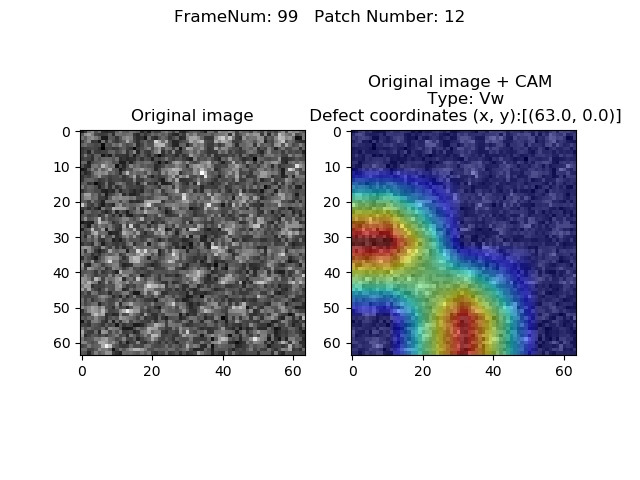 FrameNum: 99   Patch Number: 12
Original image
Original image + CAM
Type: Vw
Defect coordinates (x, y):[(63.0, 0.0)]
0
10
20
30
40
50
60
0 20 40 60
0
10
20
30
40
50
60
0 20 40 60